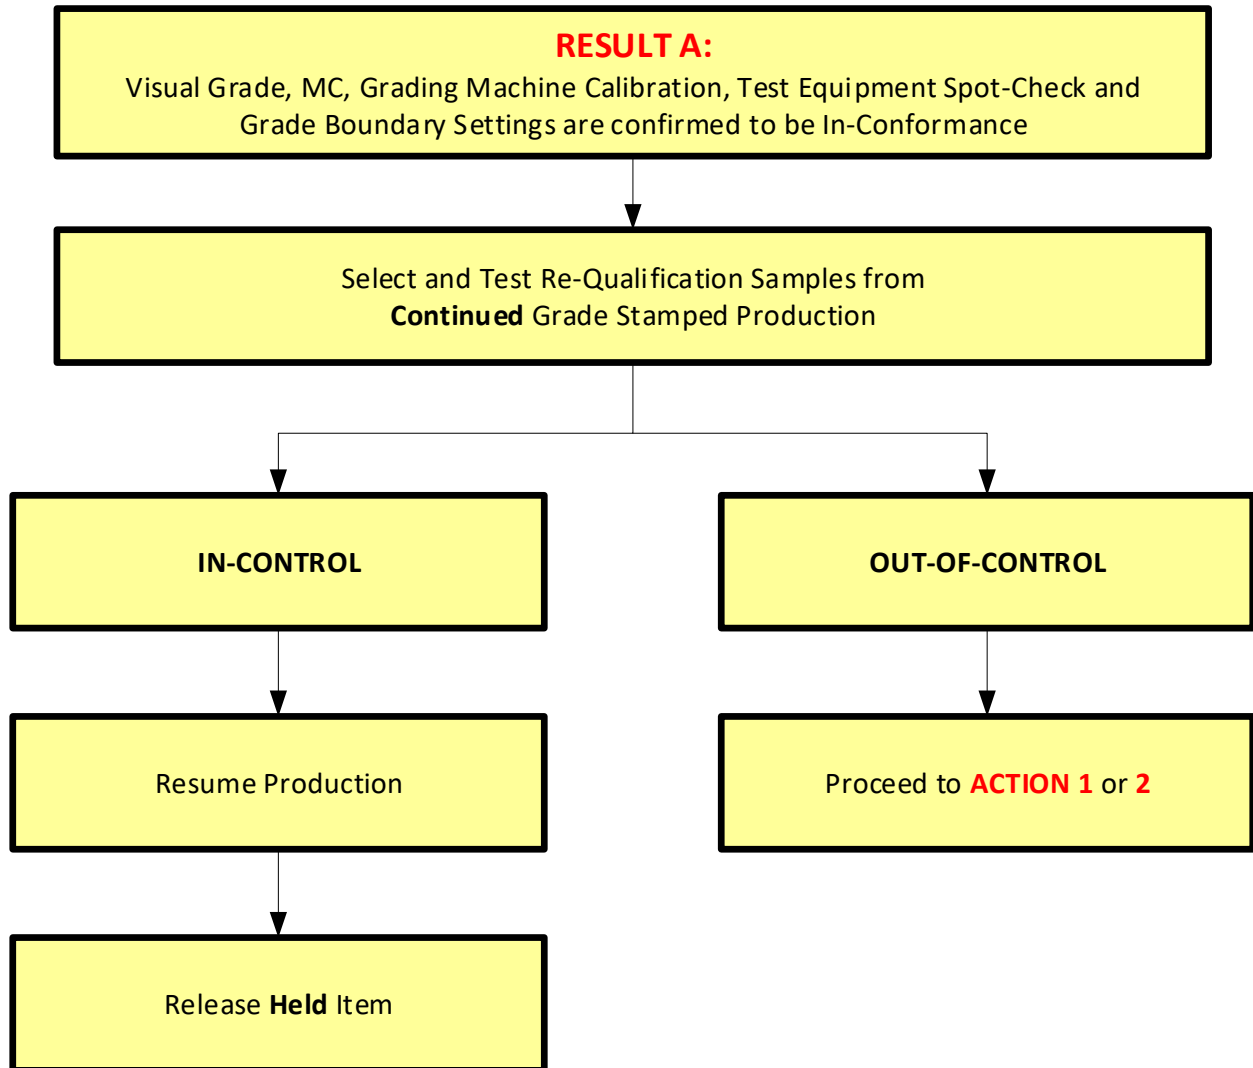 RESULT A:
Visual Grade, MC, Grading Machine Calibration, Test Equipment Spot-Check and
Grade Boundary Settings are confirmed to be In-Conformance
Select and Test Re-Qualification Samples from
Continued Grade Stamped Production
IN-CONTROL
OUT-OF-CONTROL
Resume Production
Proceed to ACTION 1 or 2
Release Held Item